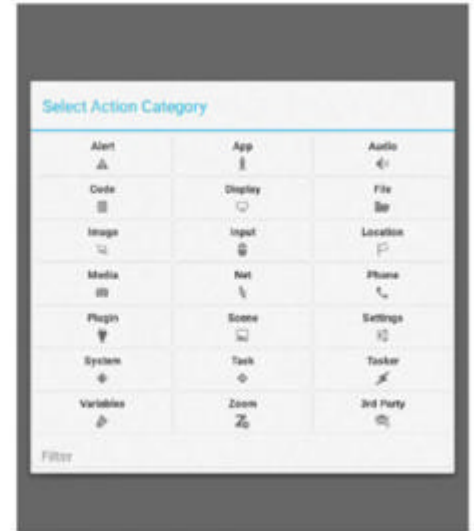 Select Action Category
Alert App Audio
Code Display File
Image Input Location
Media Net Phone
Plugin Scene Settings
System Task Tasker
Variables Zoom 3rd Party
Filter